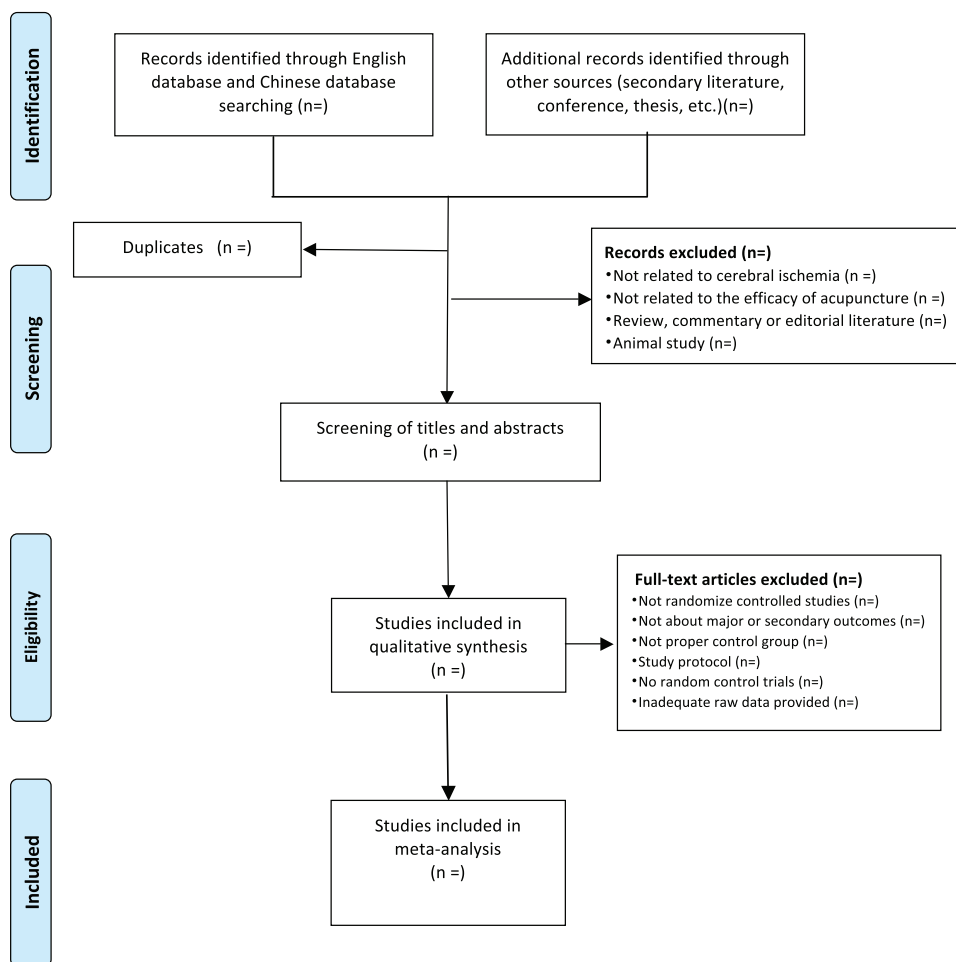 Identification
Records identified through English
database and Chinese database
searching (n=)
Additional records identified through
other sources (secondary literature,
conference, thesis, etc.)(n=)
Duplicates (n =)
Records excluded (n=)
•Not related to cerebral ischemia (n =)
•Not related to the efficacy of acupuncture (n =)
•Review, commentary or editorial literature (n=)
•Animal study (n=)
Screening
Screening of titles and abstracts
(n =)
Eligibility
Studies included in
qualitative synthesis
(n =)
Full-text articles excluded (n=)
•Not randomize controlled studies (n=)
•Not about major or secondary outcomes (n=)
•Not proper control group (n=)
•Study protocol (n=)
•No random control trials (n=)
•Inadequate raw data provided (n=)
Included
Studies included in
meta-analysis
(n =)